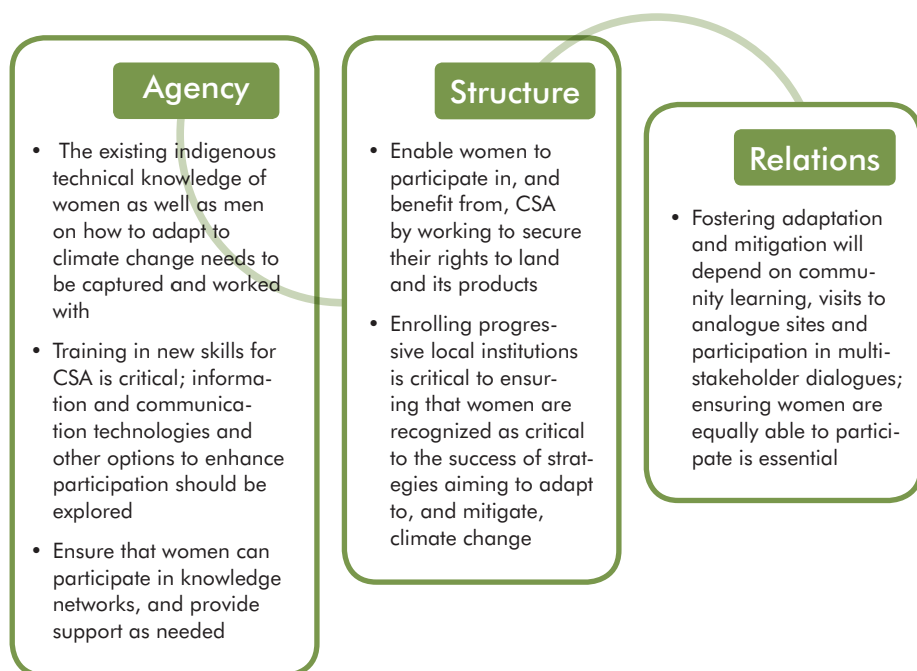 Agency
• The existing indigenous
technical knowledge of
women as well as men
on how to adapt to
climate change needs to
be captured and worked
with
• Training in new skills for
CSA is critical; informa-
tion and communica-
tion technologies and
other options to enhance
participation should be
explored
• Ensure that women can
participate in knowledge
networks, and provide
support as needed
Structure
• Enable women to
participate in, and
benefit from, CSA
by working to secure
their rights to land
and its products
• Enrolling progres-
sive local institutions
is critical to ensur-
ing that women are
recognized as critical
to the success of strat-
egies aiming to adapt
to, and mitigate,
climate change
Relations
• Fostering adaptation
and mitigation will
depend on commu-
nity learning, visits to
analogue sites and
participation in multi-
stakeholder dialogues;
ensuring women are
equally able to partici-
pate is essential